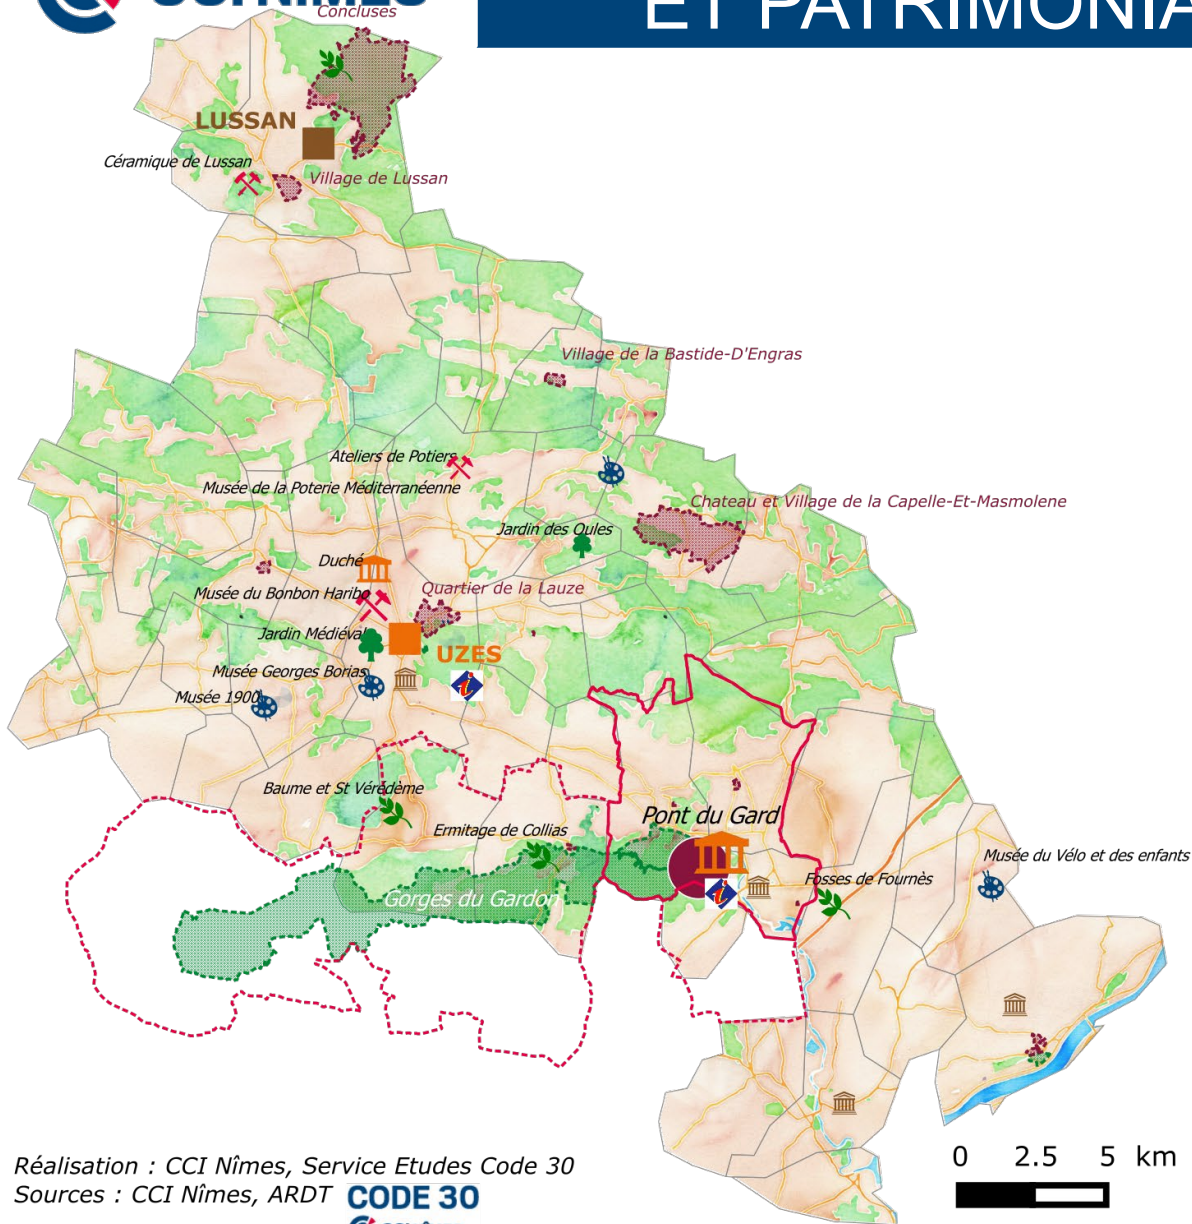 CCI NÎMES
ET PATRIMONIA
Concluses
LUSSAN
Céramique de Lussan
Village de Lussan
Village de la Bastide-D'Engras
Ateliers de Potiers
Musée de la Poterie Méditerranéenne
Chateau et Village de la Capelle-Et-Masmolene
Jardin des Oules
Duché
Musée du Bonbon Haribo
Quartier de la Lauze
Jardin Médiéval
UZES
Musée Georges Borias
Musée 1900
Baume et St Vérédème
Pont du Gard
Ermitage de Collias
Musée du Vélo et des enfants
Fosses de Fournès
Gorges du Gardon
Réalisation : CCI Nîmes, Service Etudes Code 30
Sources : CCI Nîmes, ARDT
CODE 30
0 2.5 5 km